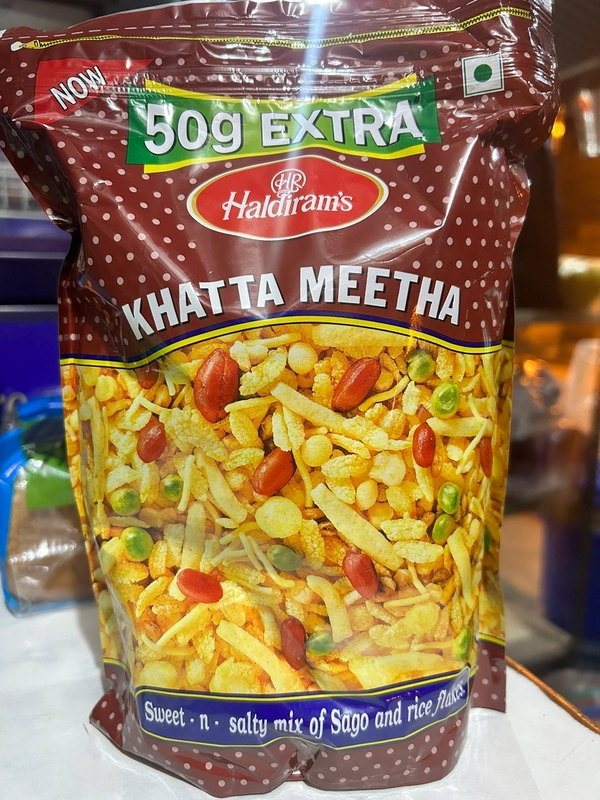 NOW
50g EXTRA
HR
Haldiram's
KHATTA MEETHA
Sweet - n - salty mix of Sago and rice flakes